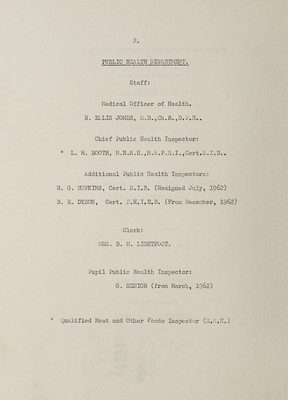 2.
PUBLIC HEALTH DEPARTMENT.
Staff:
Medical Officer of Health.
E. ELLIS JONES, M.B.,Ch.B.,D.P.H.,
Chief Public Health Inspector:
* L. M. BOOTH, M.R.S.H.,M.A.P.H.I.,Cert.S.I.B.,
Additional Public Health Inspectors:
R. G. HOPKINS, Cert. S.I.B. (Resigned July, 1962)
B. E. DYSON, Cert. P.H.I.E.B. (From December, 1962)
Clerk:
MRS. D. M. LIGHTFOOT.
Pupil Public Health Inspector:
G. SENIOR (from March, 1962)
* Qualified Meat and Other Foods Inspector (R.S.H.)